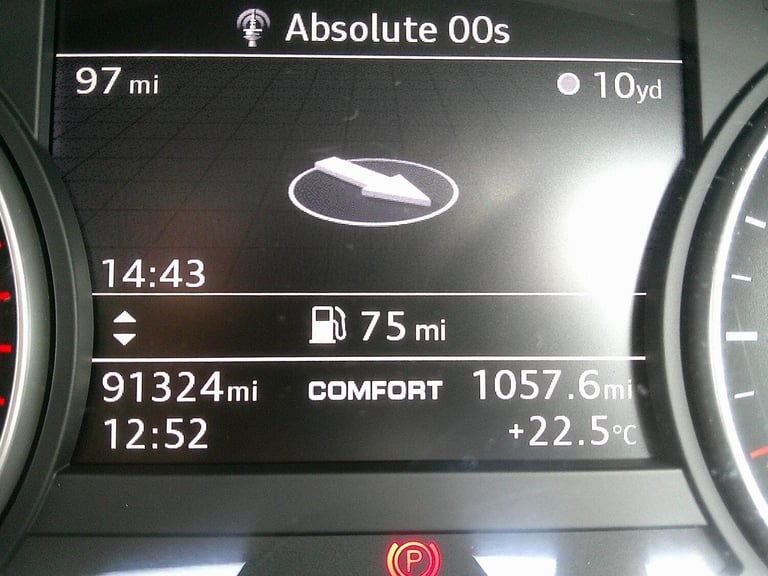 Absolute 00s
97 mi
10yd
14:43
75 mi
91324mi COMFORT 1057.6mi
12:52 +22.5°C
P